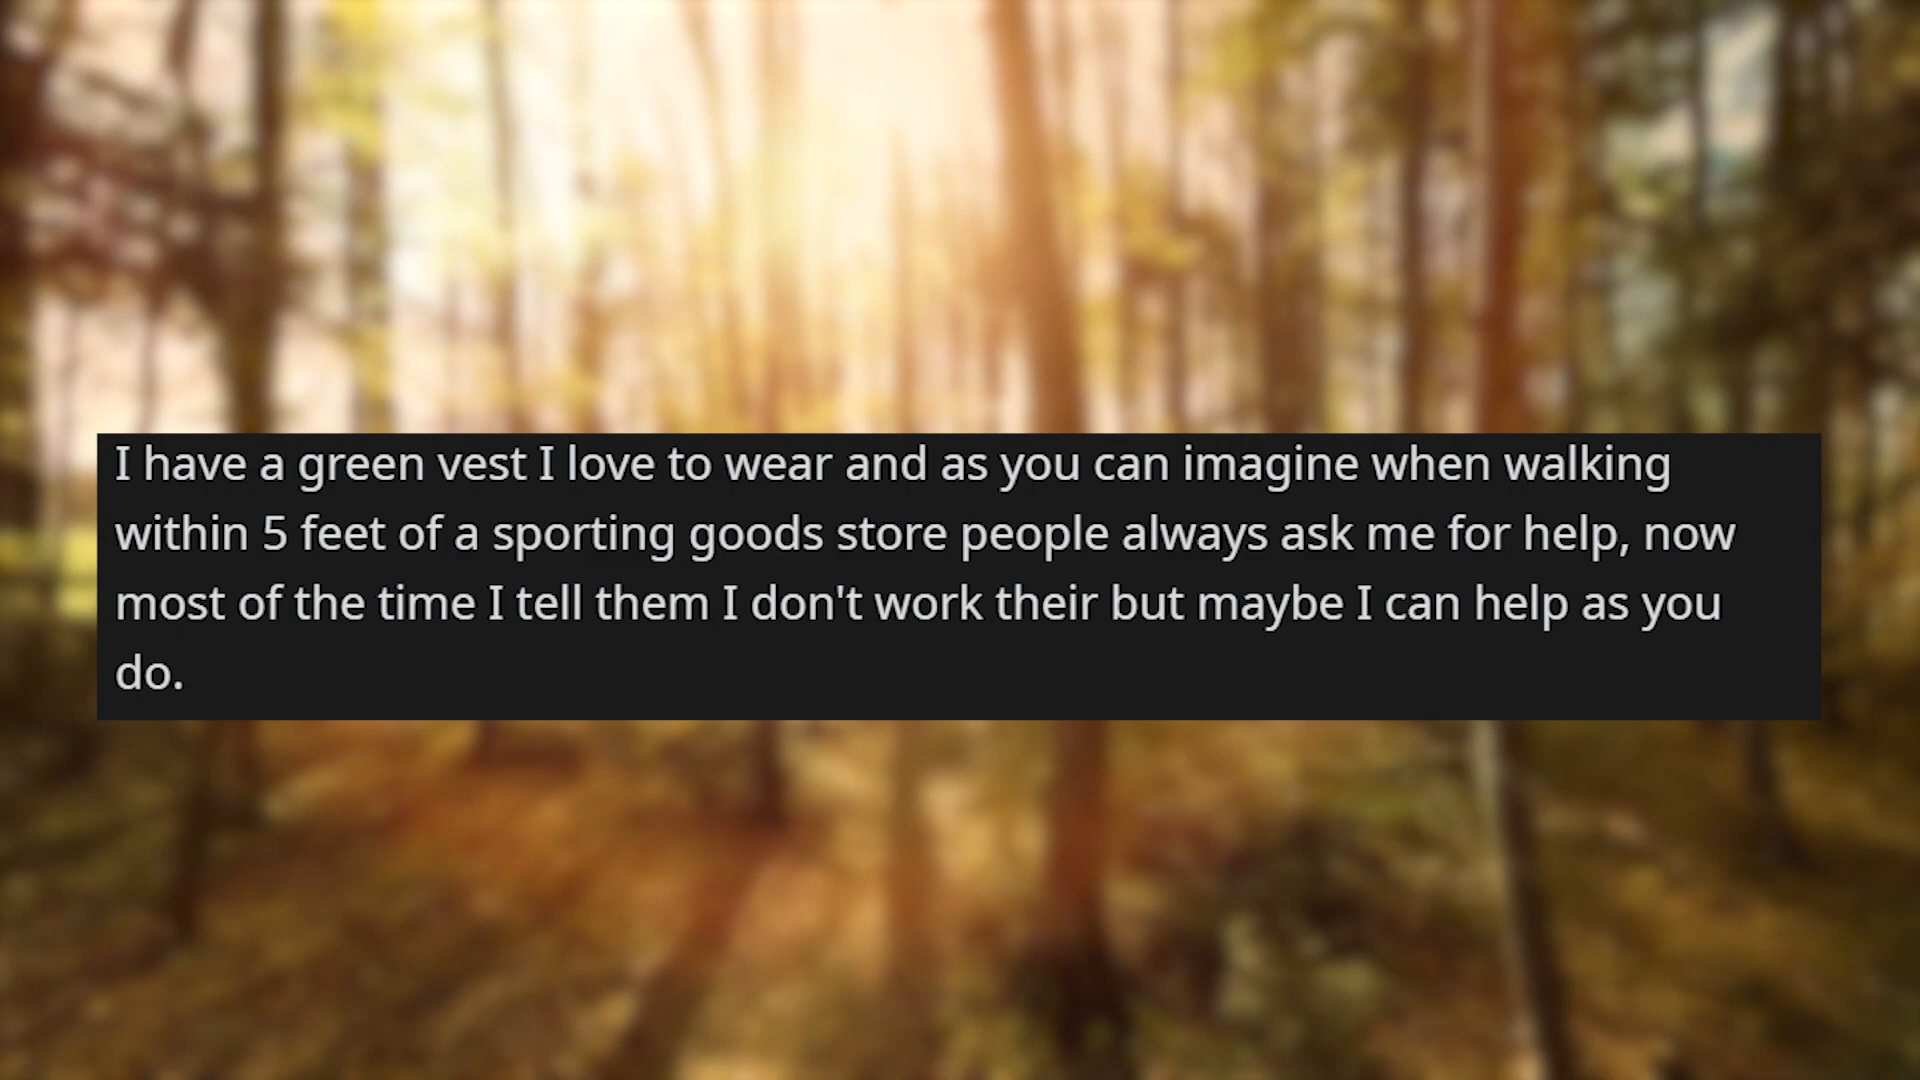 I have a green vest I love to wear and as you can imagine when walking
within 5 feet of a sporting goods store people always ask me for help, now
most of the time I tell them I don't work their but maybe I can help as you
do.